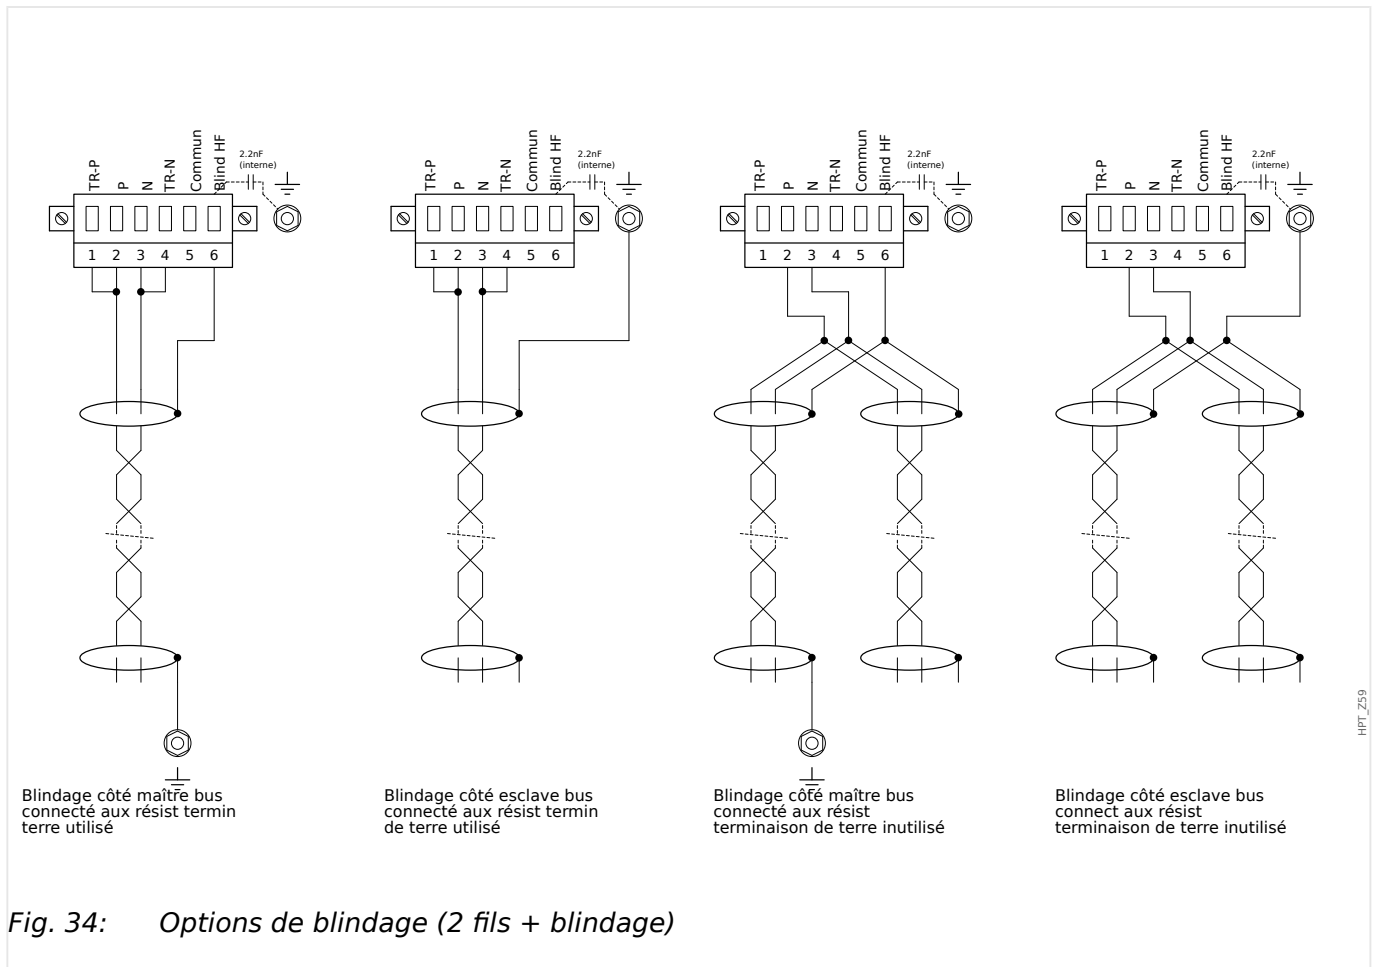 TR-P P N TR-N Commun Blind HF 2.2nF
(interne)
1 2 3 4 5 6
TR-P P N TR-N Commun Blind HF 2.2nF
(interne)
1 2 3 4 5 6
TR-P P N TR-N Commun Blind HF 2.2nF
(interne)
1 2 3 4 5 6
TR-P P N TR-N Commun Blind HF 2.2nF
(interne)
1 2 3 4 5 6
HPT_Z59
Blindage côté maître bus
connecté aux résist termin
terre utilisé
Blindage côté esclave bus
connecté aux résist termin
de terre utilisé
Blindage côté maître bus
connecté aux résist
terminaison de terre inutilisé
Blindage côté esclave bus
connect aux résist
terminaison de terre inutilisé
Fig. 34: Options de blindage (2 fils + blindage)